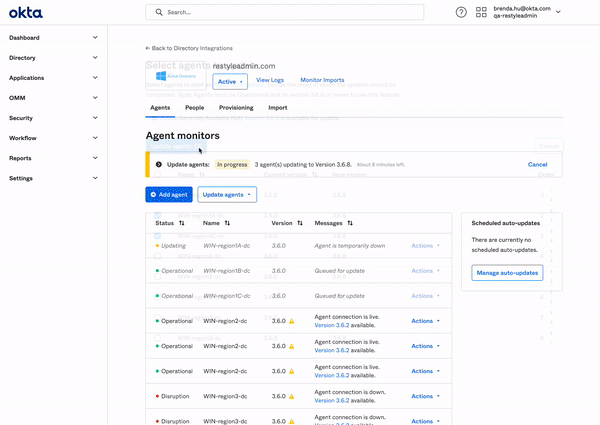 okta
Search...
brenda.hu@okta.com
qa-restyleadmin
Dashboard
Directory
Applications
OMM
Security
Workflow
Reports
Settings
← Back to Directory Integrations
Select agents
restyleadmin.com
Active
View Logs
Monitor Imports
Agents
People
Provisioning
Import
Agent monitors
Update agents: In progress 3 agent(s) updating to Version 3.6.8. About 6 minutes left.
Cancel
Add agent
Update agents
Status Name Version Messages
Updating WIN-region1A-dc 3.6.0 Agent is temporarily down Actions
Operational WIN-region1B-dc 3.6.0 Queued for update Actions
Operational WIN-region1C-dc 3.6.0 Queued for update Actions
Operational WIN-region2-dc 3.6.0 Agent connection is live. Actions
Version 3.6.2 available.
Operational WIN-region2-dc 3.6.0 Agent connection is live. Actions
Version 3.6.2 available.
Operational WIN-region2-dc 3.6.0 Agent connection is live. Actions
Version 3.6.2 available.
Disruption WIN-region3-dc 3.6.0 Agent connection is down. Actions
Version 3.6.2 available.
Disruption WIN-region3-dc 3.6.0 Agent connection is down. Actions
Version 3.6.2 available.
Scheduled auto-updates
There are currently no
scheduled auto-updates.
Manage auto-updates